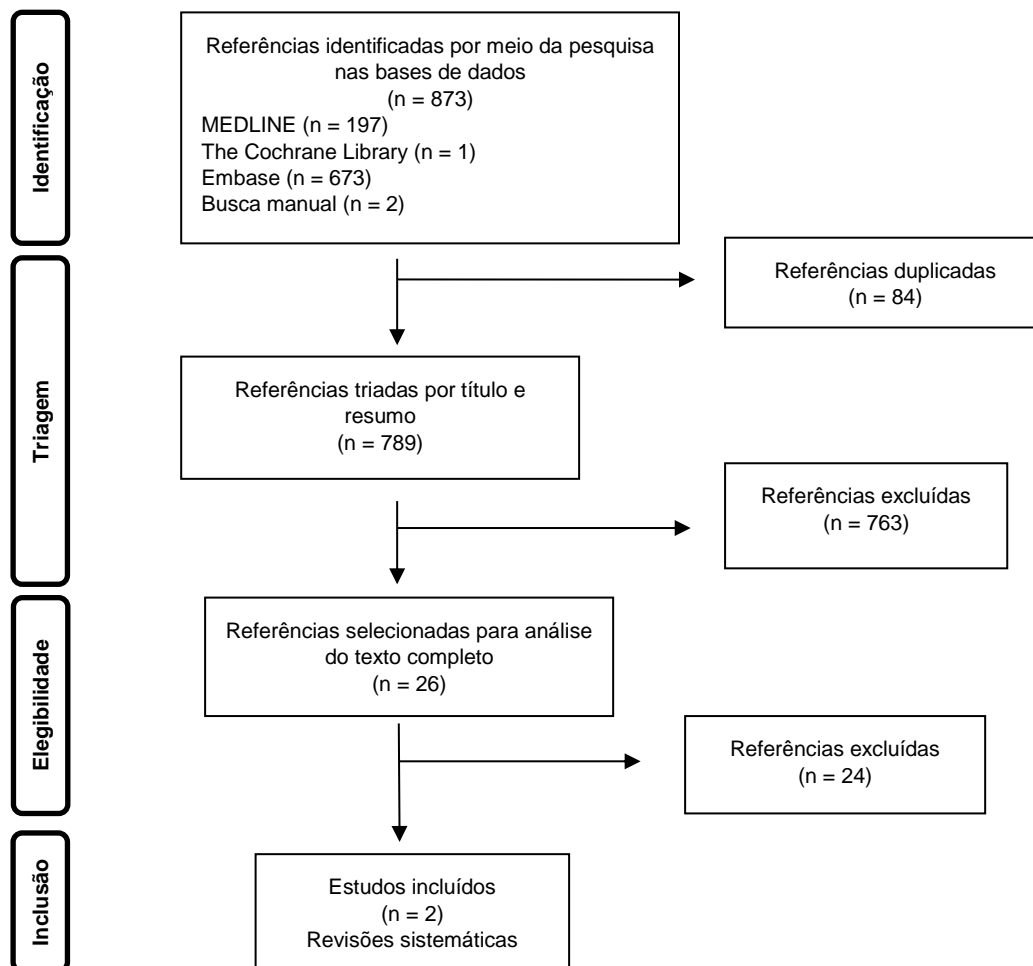 Identificação
Referências identificadas por meio da pesquisa
nas bases de dados
(n = 873)
MEDLINE (n = 197)
The Cochrane Library (n = 1)
Embase (n = 673)
Busca manual (n = 2)
Referências duplicadas
(n = 84)
Triagem
Referências triadas por título e
resumo
(n = 789)
Referências excluídas
(n = 763)
Elegibilidade
Referências selecionadas para análise
do texto completo
(n = 26)
Referências excluídas
(n = 24)
Inclusão
Estudos incluídos
(n = 2)
Revisões sistemáticas